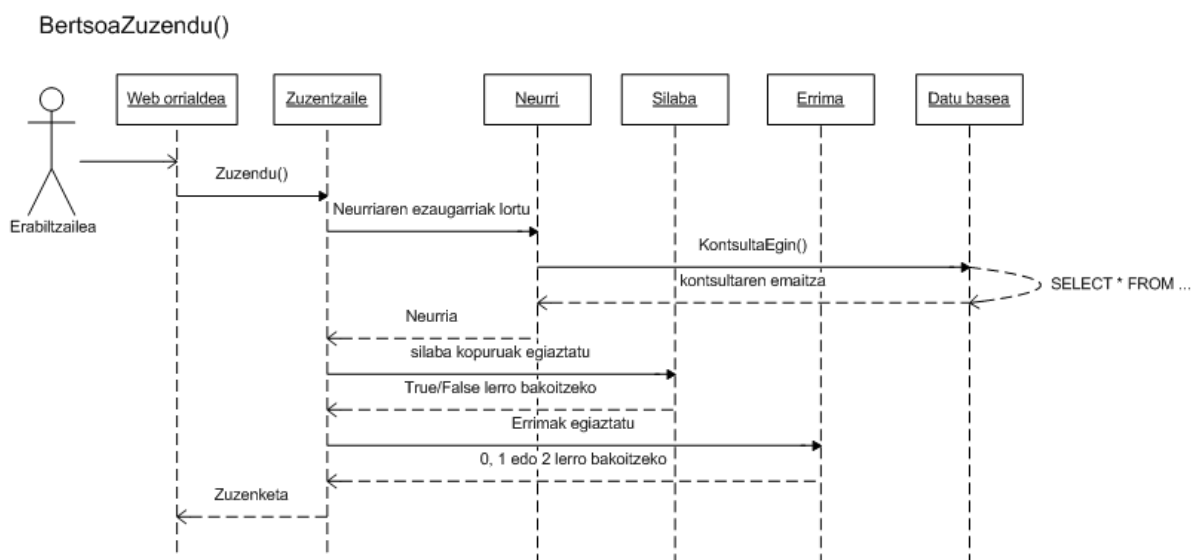 BertsoaZuzendu()
Web orrialdea
Zuzentzaile
Neurri
Silaba
Errima
Datu basea
Zuzendu()
Erabiltzailea
Neurriaren ezaugarriak lortu
KontsultaEgin()
kontsultaren emaitza
SELECT * FROM ...
Neurria
silaba kopuruak egiaztatu
True/False lerro bakoitzeko
Errimak egiaztatu
0, 1 edo 2 lerro bakoitzeko
Zuzenketa